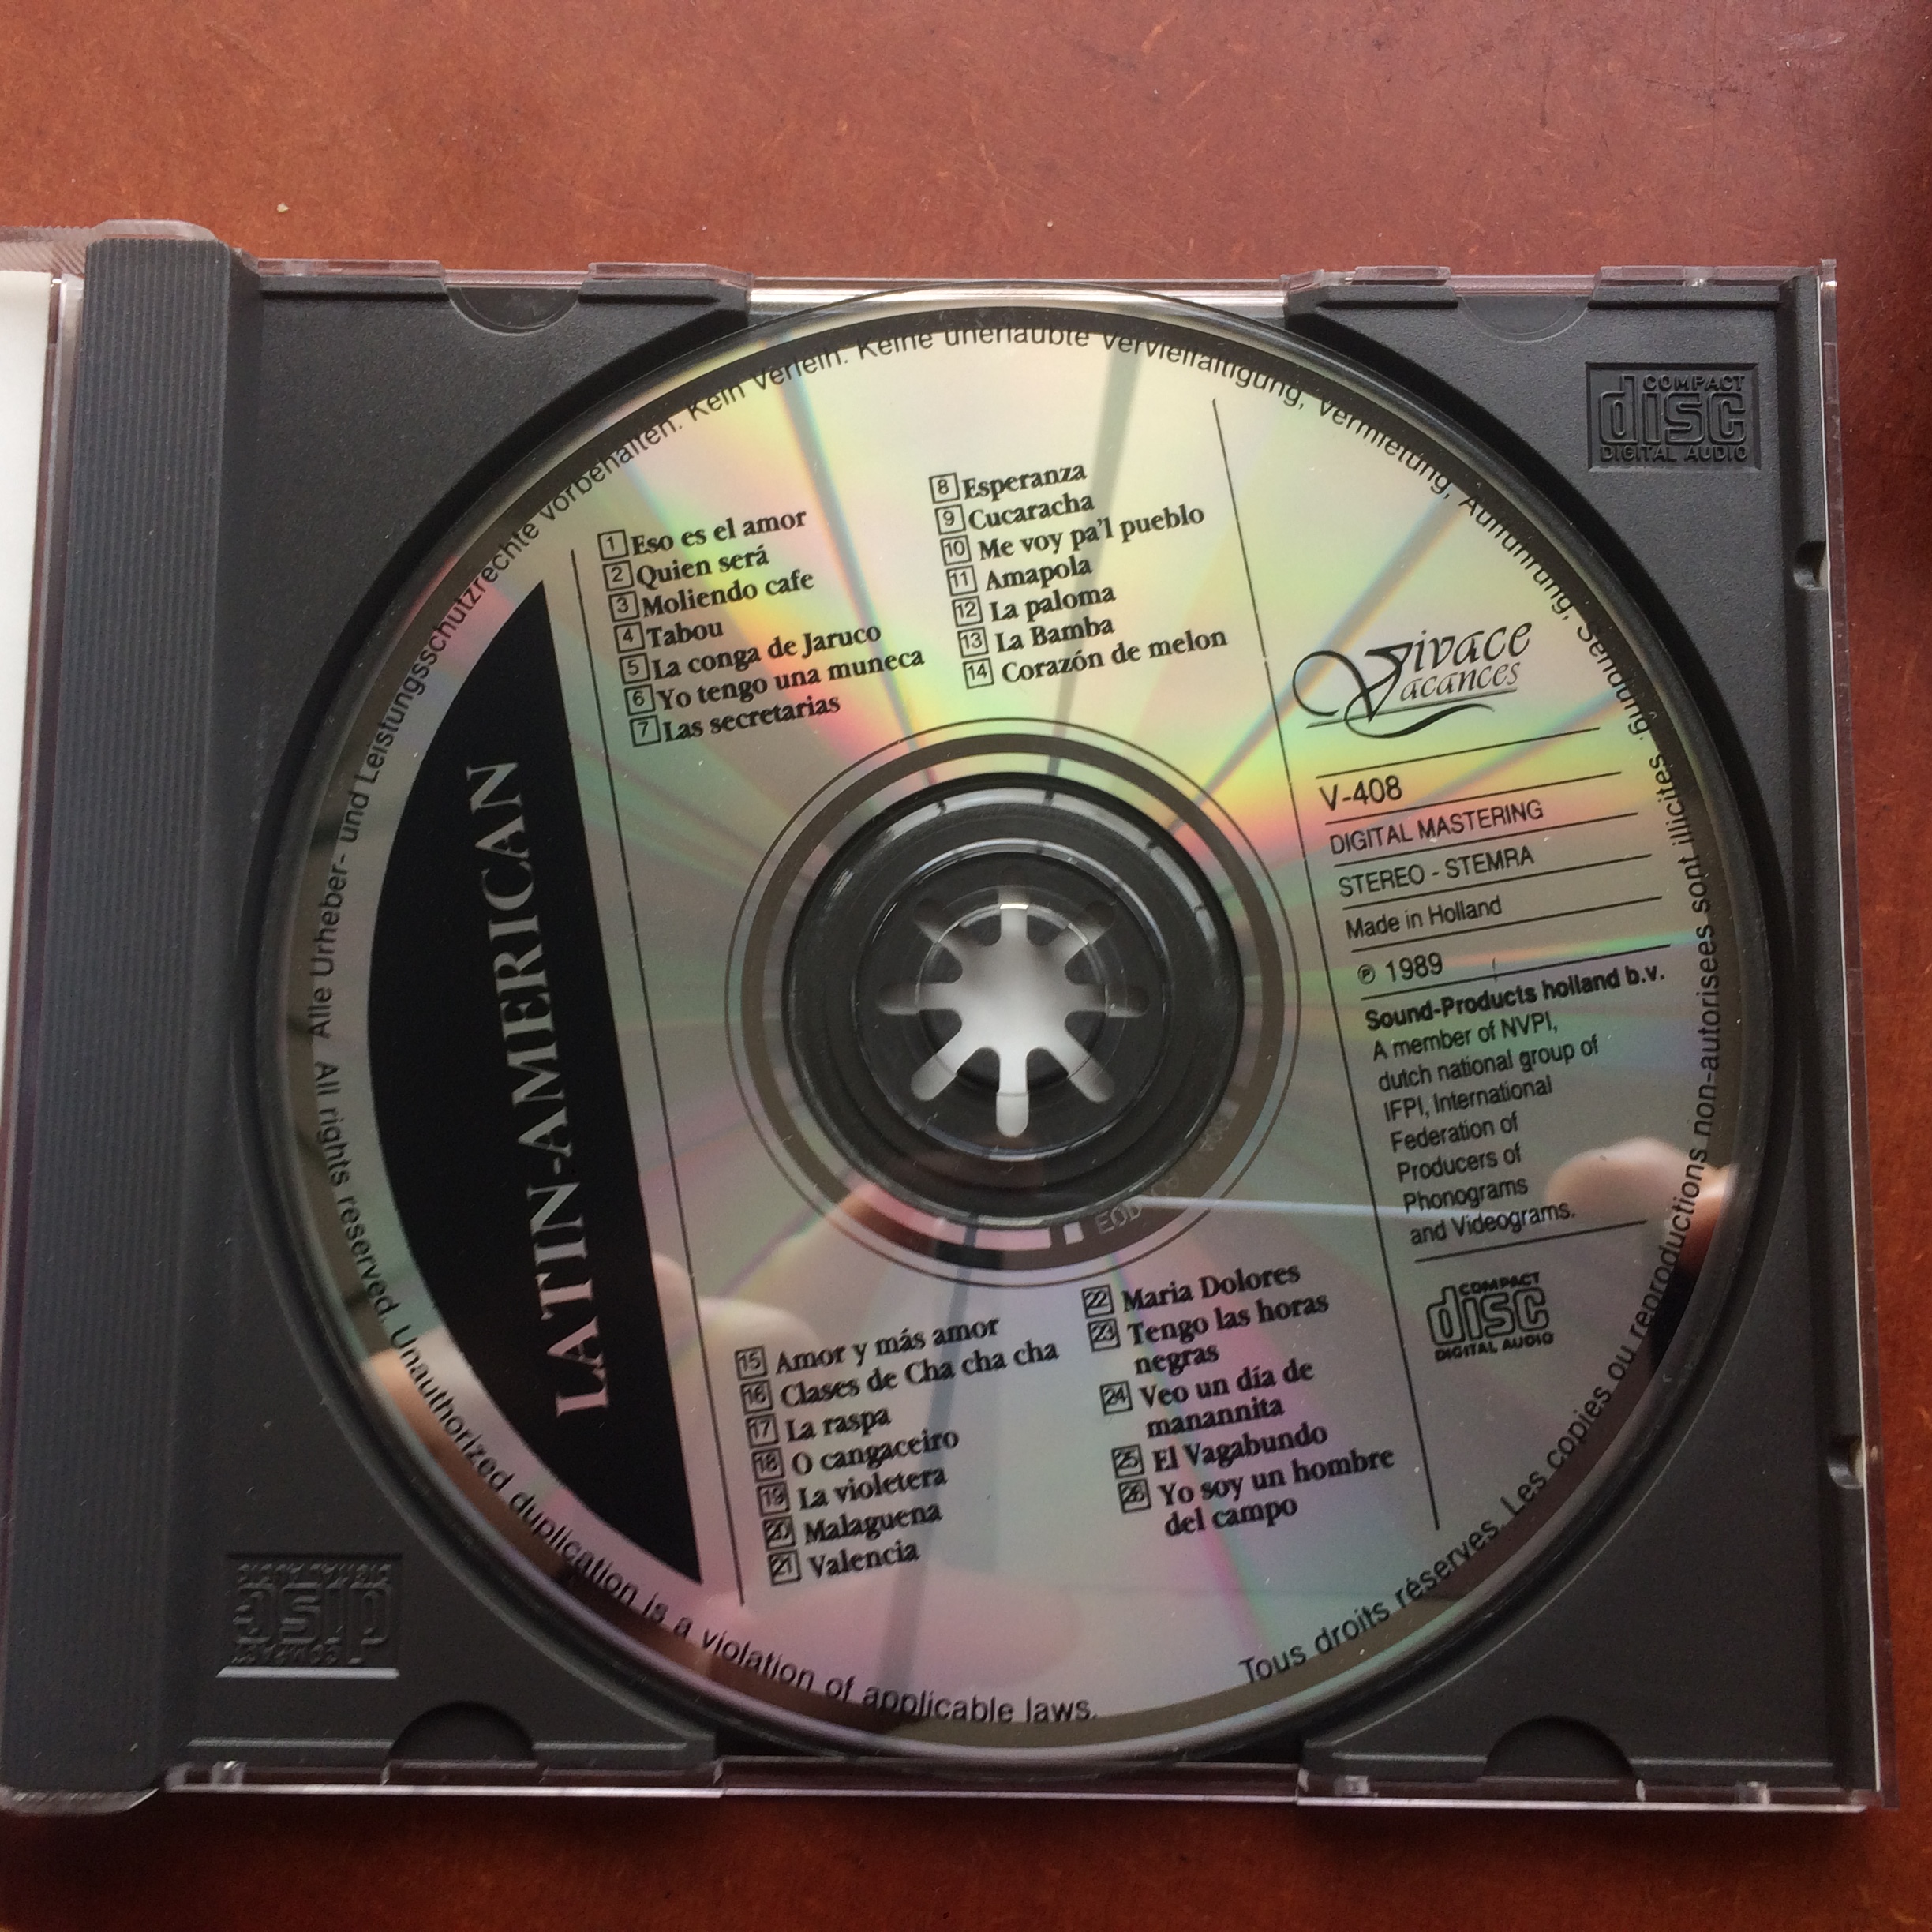 COMPACT
disc
DIGITAL AUDIO
Alle Urheber- und Leistungsschutzrechte vorbehalten. Kein Verleih. Keine unerlaubte Vervielfältigung, Vermietung, Aufführung, Sendung!
LATIN-AMERICAN
1 Eso es el amor
2 Quien será
3 Moliendo cafe
4 Tabou
5 La conga de Jaruco
6 Yo tengo una muneca
7 Las secretarias
8 Esperanza
9 Cucaracha
10 Me voy pa'l pueblo
11 Amapola
12 La paloma
13 La Bamba
14 Corazón de melon
15 Amor y más amor
16 Clases de Cha cha cha
17 La raspa
18 O cangaceiro
19 La violetera
20 Malaguena
21 Valencia
22 Maria Dolores
23 Tengo las horas
negras
24 Veo un día de
manannita
25 El Vagabundo
26 Yo soy un hombre
del campo
Vivace
Vacances
V-408
DIGITAL MASTERING
STEREO - STEMRA
Made in Holland
℗ 1989
Sound-Products holland b.v.
A member of NVPI,
dutch national group of
IFPI, International
Federation of
Producers of
Phonograms
and Videograms.
COMPACT
disc
DIGITAL AUDIO
All rights reserved. Unauthorized duplication is a violation of applicable laws.
Tous droits réserves. Les copies ou reproductions non-autorisees sont illicites.
COMPACT
disc
DIGITAL AUDIO